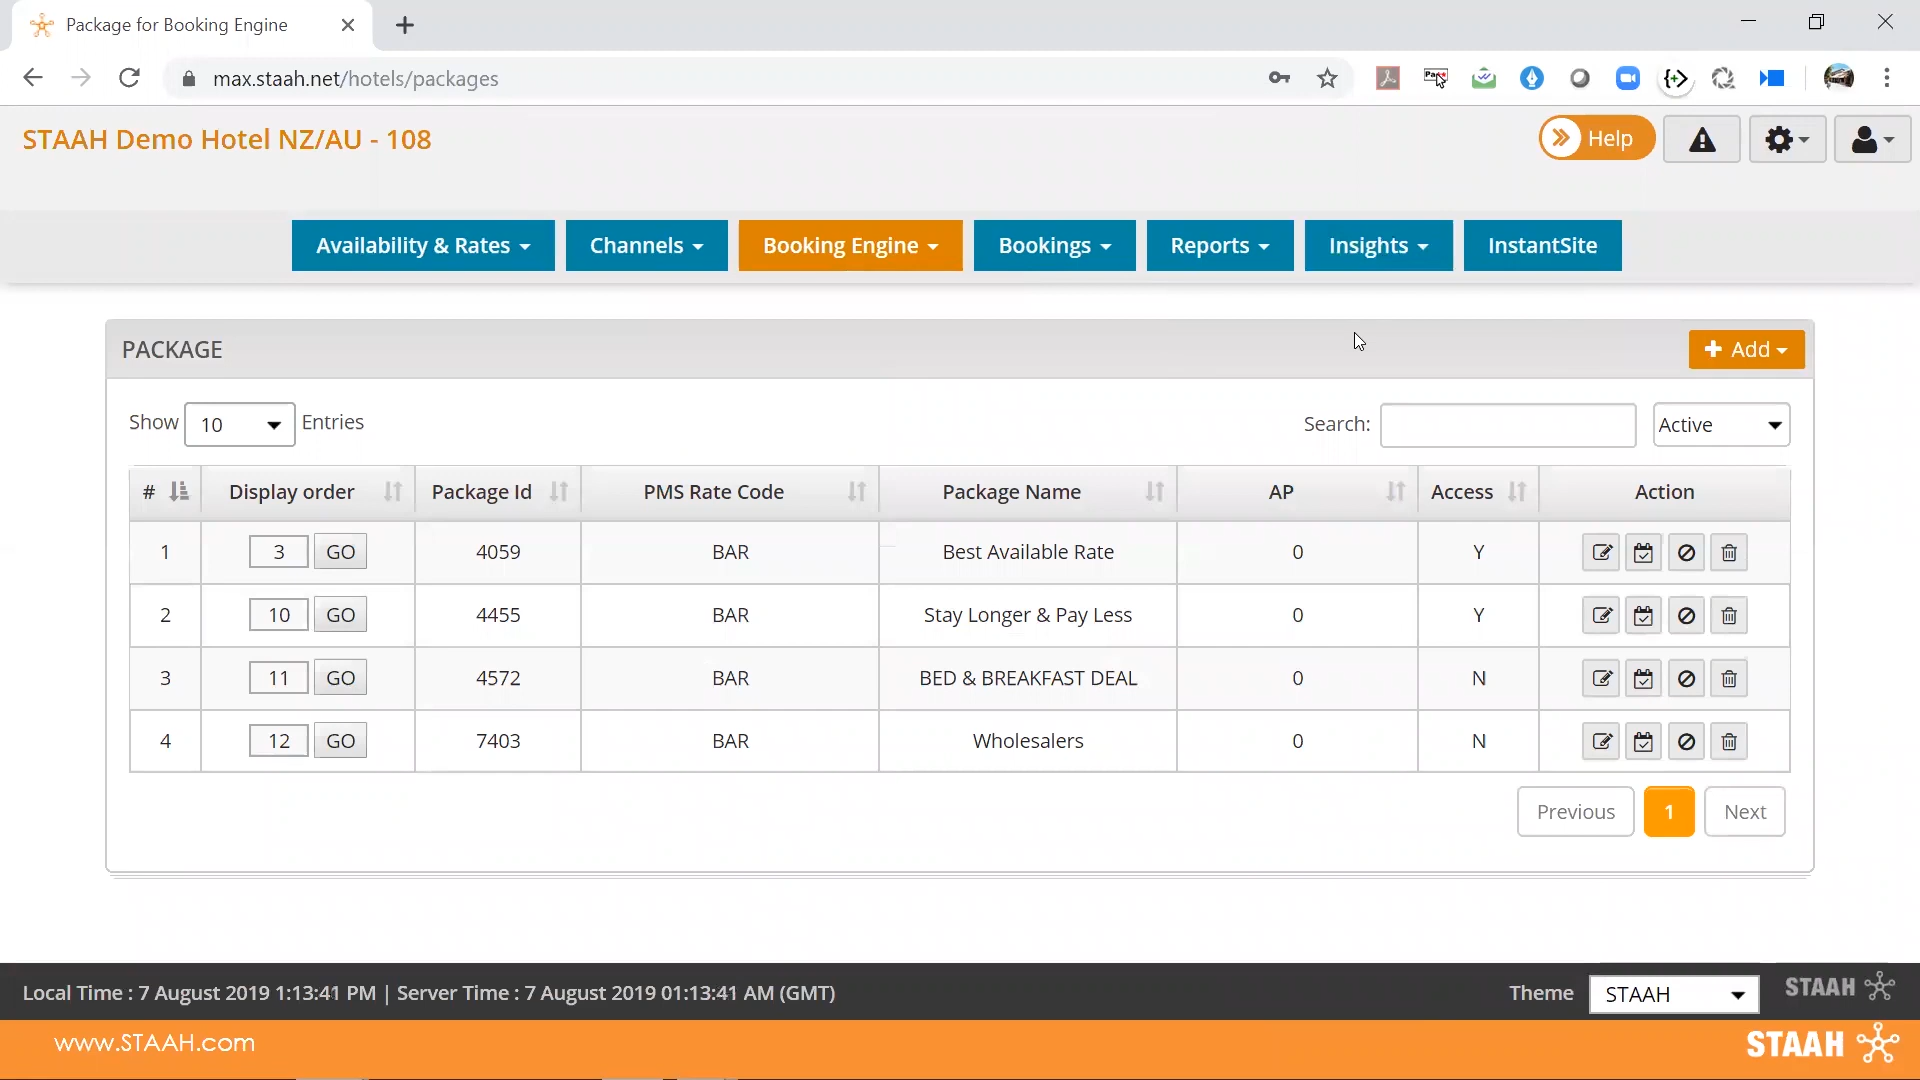 Package for Booking Engine
max.staah.net/hotels/packages
STAAH Demo Hotel NZ/AU - 108
Help
Availability & Rates Channels Booking Engine Bookings Reports Insights InstantSite
PACKAGE
Add
Show 10 Entries
Search: Active
# Display order Package Id PMS Rate Code Package Name AP Access Action
1 3 GO 4059 BAR Best Available Rate 0 Y
2 10 GO 4455 BAR Stay Longer & Pay Less 0 Y
3 11 GO 4572 BAR BED & BREAKFAST DEAL 0 N
4 12 GO 7403 BAR Wholesalers 0 N
Previous 1 Next
Local Time : 7 August 2019 1:13:41 PM | Server Time : 7 August 2019 01:13:41 AM (GMT)
Theme STAAH STAAH
www.STAAH.com
STAAH